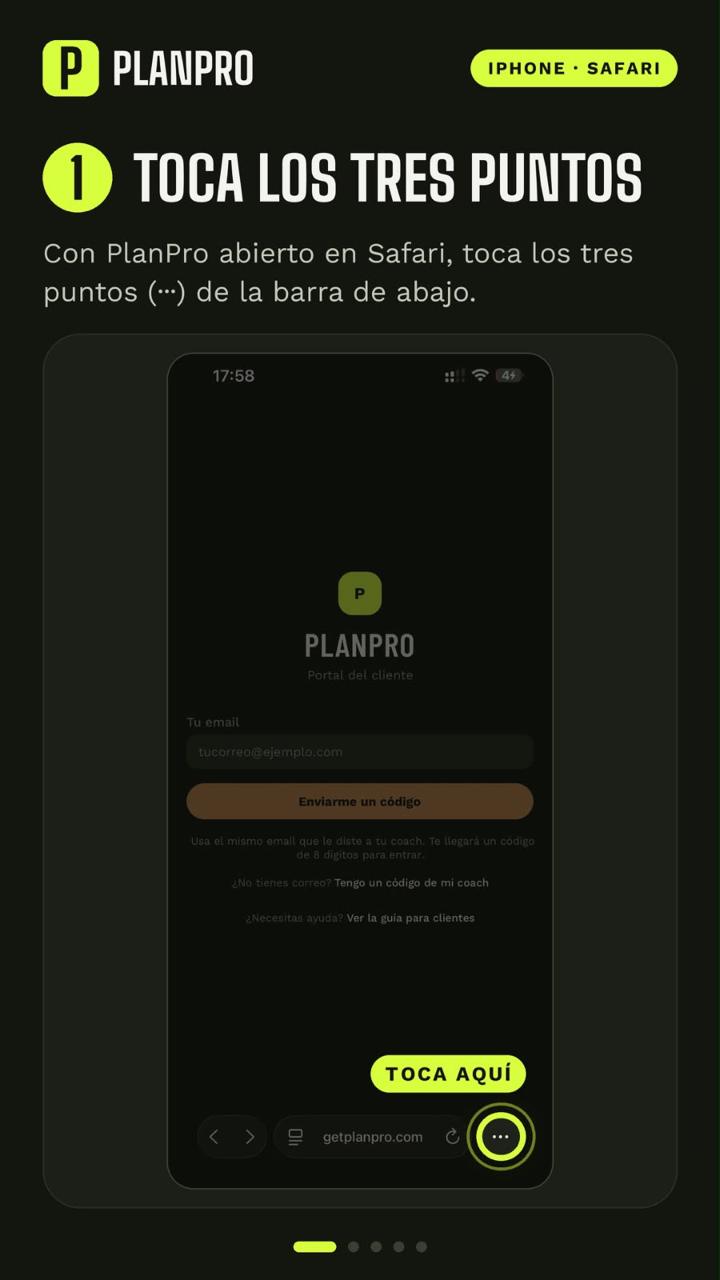 P PLANPRO
IPHONE · SAFARI
1 TOCA LOS TRES PUNTOS
Con PlanPro abierto en Safari, toca los tres
puntos (···) de la barra de abajo.
17:58
4
P
PLANPRO
Portal del cliente
Tu email
tucorreo@ejemplo.com
Enviarme un código
Usa el mismo email que le diste a tu coach. Te llegará un código
de 8 dígitos para entrar.
¿No tienes correo? Tengo un código de mi coach
¿Necesitas ayuda? Ver la guía para clientes
TOCA AQUÍ
getplanpro.com